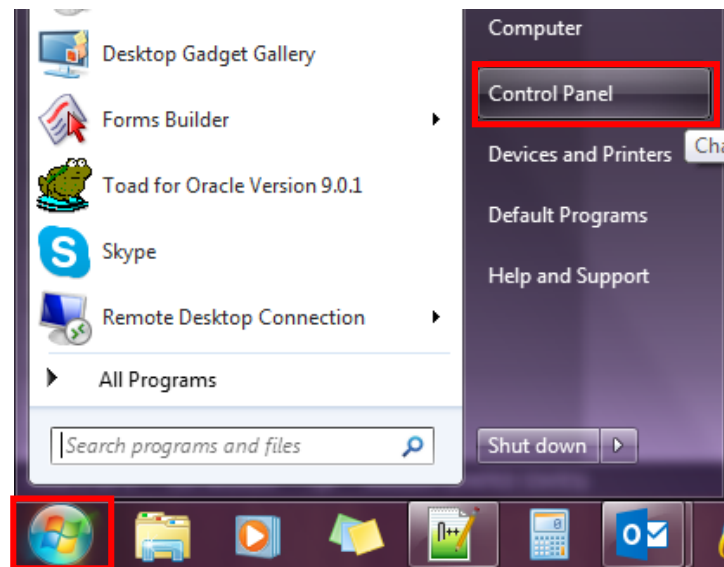 Desktop Gadget Gallery
Forms Builder
Toad for Oracle Version 9.0.1
Skype
Remote Desktop Connection
All Programs
Search programs and files
Computer
Control Panel
Devices and Printers
Cha
Default Programs
Help and Support
Shut down